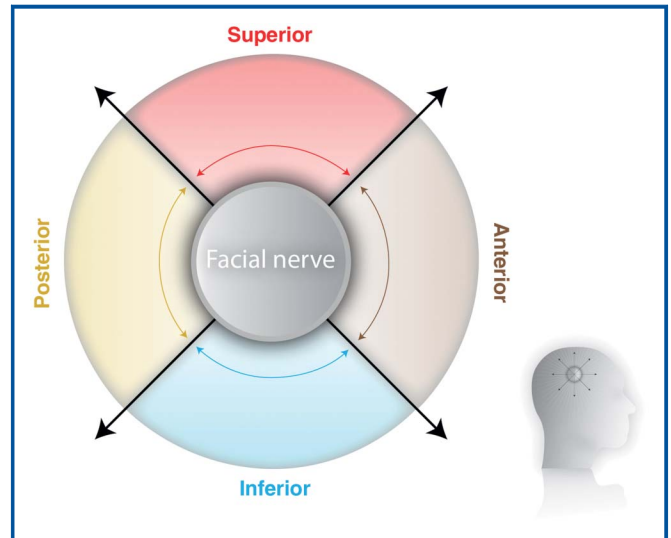 Superior
Posterior
Facial nerve
Anterior
Inferior